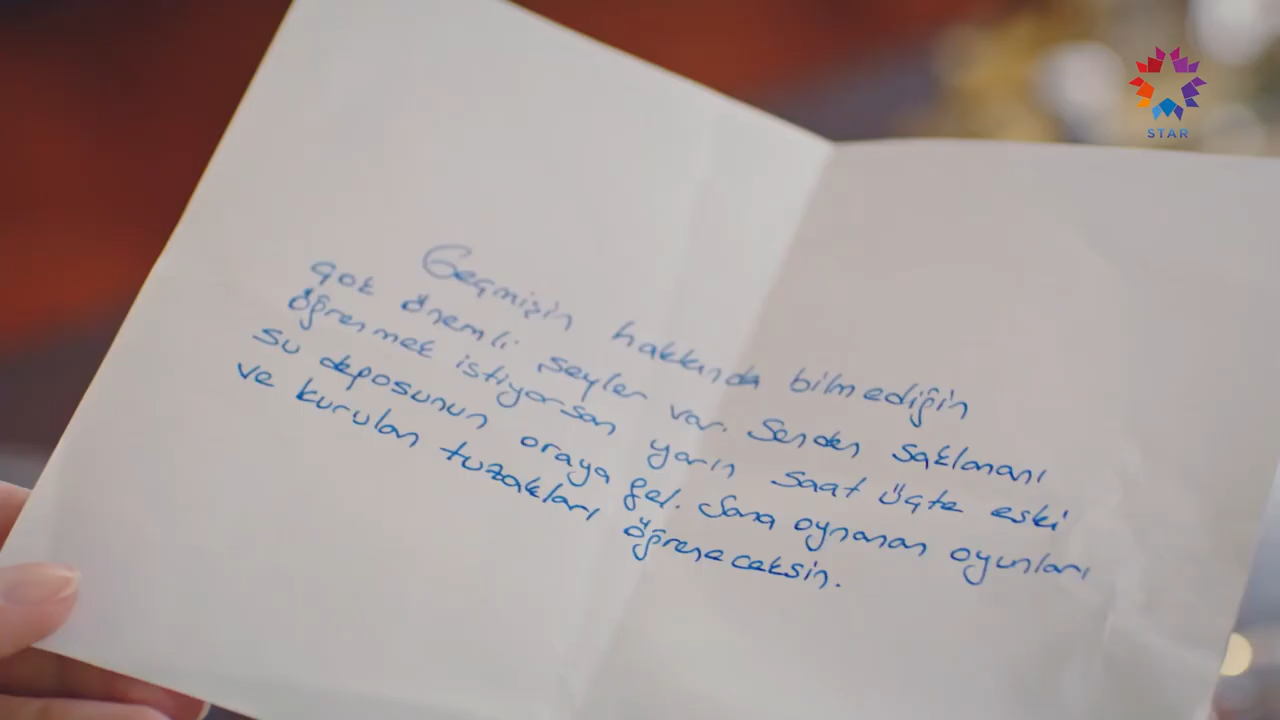 STAR
Geçmişin hakkında bilmediğin
çok önemli şeyler var. Senden saklananı
öğrenmek istiyorsan yarın saat üçte eski
su deposunun oraya gel. Sana oynanan oyunları
ve kurulan tuzakları öğreneceksin.